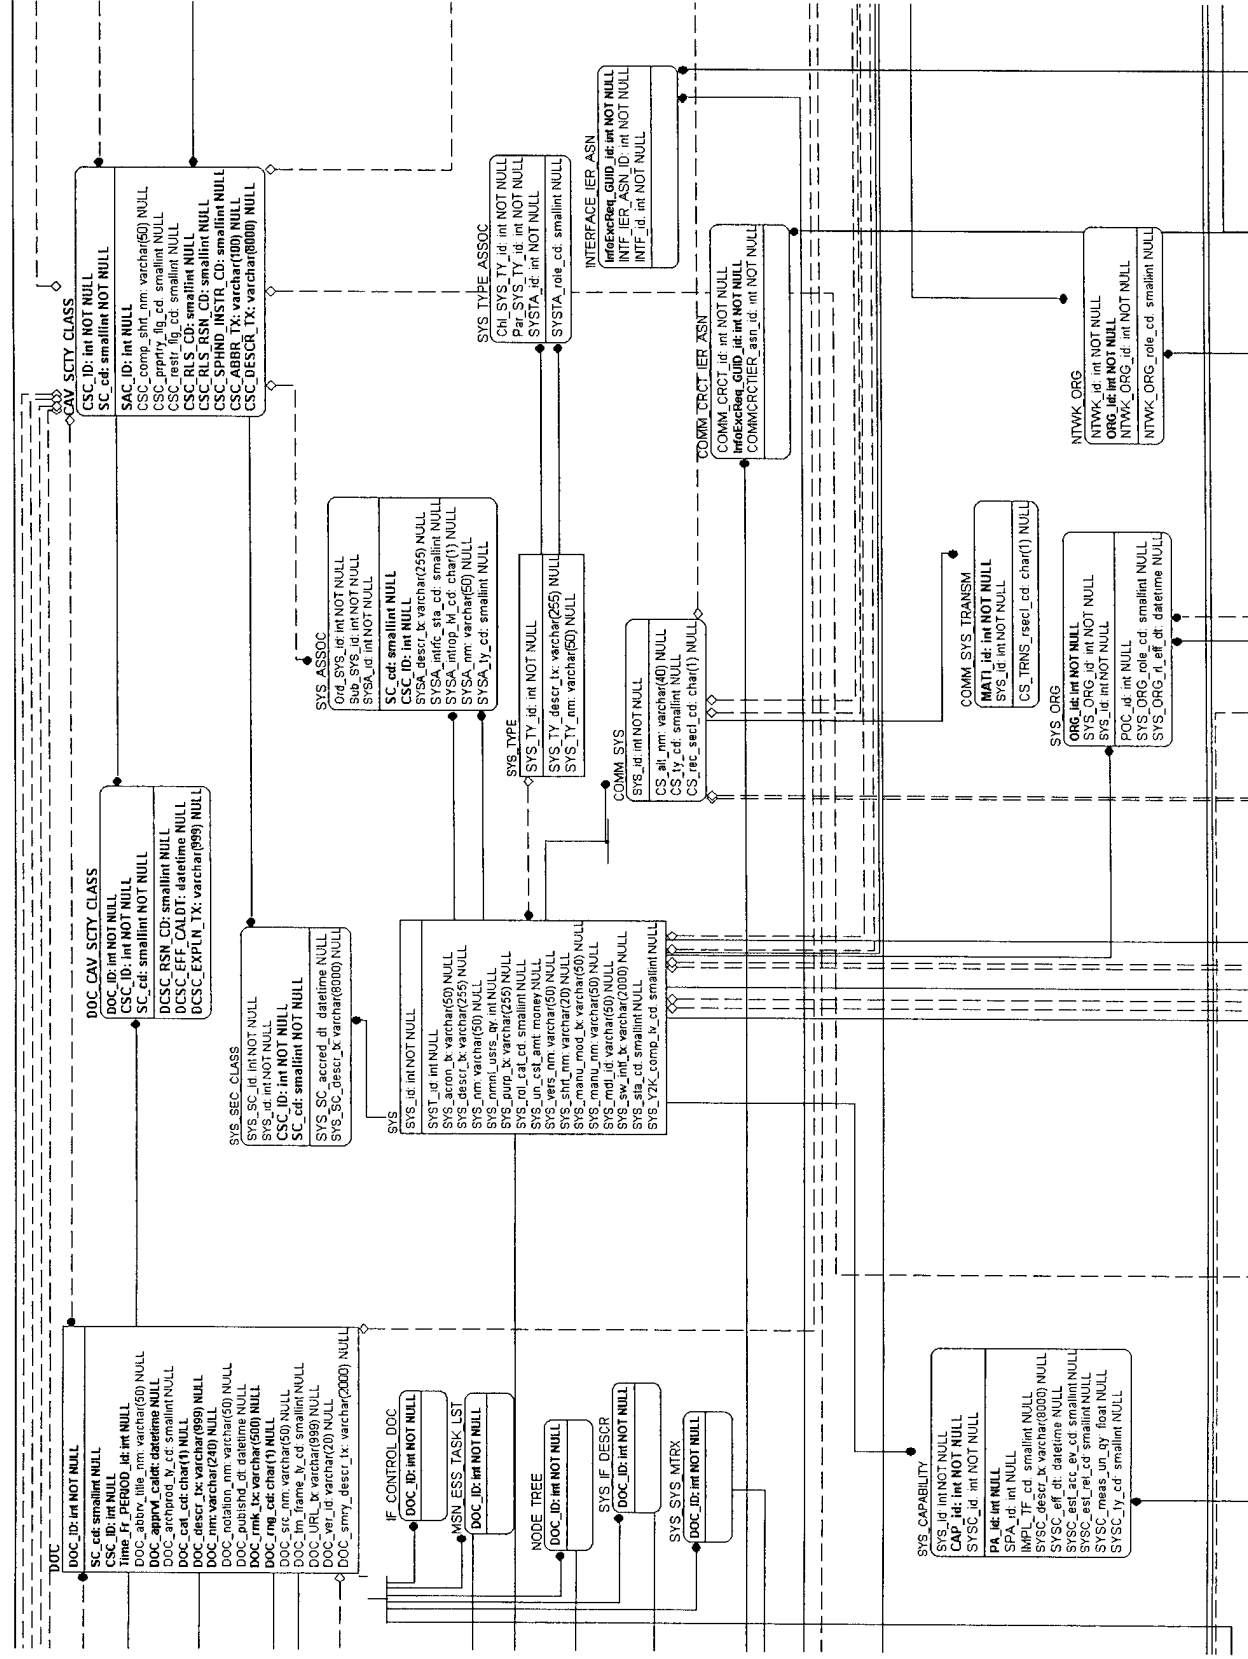 CAV_SCTY_CLASS
CSC_ID: int NOT NULL
SC_cd: smallint NOT NULL
SAC_ID: int NULL
CSC_comp_shrt_nm: varchar(50) NULL
CSC_prprtry_flg_cd: smallint NULL
CSC_restr_flg_cd: smallint NULL
CSC_RLS_CD: smallint NULL
CSC_RLS_RSN_CD: smallint NULL
CSC_SPHND_INSTR_CD: smallint NULL
CSC_ABBR_TX: varchar(100) NULL
CSC_DESCR_TX: varchar(8000) NULL
DOC_CAV_SCTY_CLASS
DOC_ID: int NOT NULL
CSC_ID: int NOT NULL
SC_cd: smallint NOT NULL
DCSC_RSN_CD: smallint NULL
DCSC_EFF_CALDT: datetime NULL
DCSC_EXPLN_TX: varchar(999) NULL
DOC
DOC_ID: int NOT NULL
SC_cd: smallint NULL
CSC_ID: int NULL
Time_Fr_PERIOD_id: int NULL
DOC_abbrv_title_nm: varchar(50) NULL
DOC_apprvl_caldt: datetime NULL
DOC_archprod_ty_cd: smallint NULL
DOC_cat_cd: char(1) NULL
DOC_descr_tx: varchar(999) NULL
DOC_nm: varchar(240) NULL
DOC_notation_nm: varchar(50) NULL
DOC_publshd_dt: datetime NULL
DOC_rmk_tx: varchar(500) NULL
DOC_rng_cd: char(1) NULL
DOC_src_nm: varchar(50) NULL
DOC_tm_frame_ty_cd: smallint NULL
DOC_URL_tx: varchar(999) NULL
DOC_ver_id: varchar(20) NULL
DOC_smry_descr_tx: varchar(2000) NULL
SYS_SEC_CLASS
SYS_SC_id: int NOT NULL
SYS_id: int NOT NULL
CSC_ID: int NOT NULL
SC_cd: smallint NOT NULL
SYS_SC_accred_dt: datetime NULL
SYS_SC_descr_tx: varchar(8000) NULL
SYS_ASSOC
Ord_SYS_id: int NOT NULL
Sub_SYS_id: int NOT NULL
SYSA_id: int NOT NULL
SC_cd: smallint NULL
CSC_ID: int NULL
SYSA_descr_tx: varchar(255) NULL
SYSA_intrfc_sta_cd: smallint NULL
SYSA_introp_lvl_cd: char(1) NULL
SYSA_nm: varchar(50) NULL
SYSA_ty_cd: smallint NULL
SYS_TYPE_ASSOC
Chl_SYS_TY_id: int NOT NULL
Par_SYS_TY_id: int NOT NULL
SYSTA_id: int NOT NULL
SYSTA_role_cd: smallint NULL
SYS
SYS_id: int NOT NULL
SYST_id: int NULL
SYS_acron_tx: varchar(50) NULL
SYS_descr_tx: varchar(255) NULL
SYS_nm: varchar(50) NULL
SYS_nmnl_usrs_qy: int NULL
SYS_purp_tx: varchar(255) NULL
SYS_rol_cat_cd: smallint NULL
SYS_un_cst_amt: money NULL
SYS_vers_nm: varchar(50) NULL
SYS_shrt_nm: varchar(20) NULL
SYS_manu_mod_tx: varchar(50) NULL
SYS_manu_nm: varchar(50) NULL
SYS_mdl_id: varchar(50) NULL
SYS_sw_intf_tx: varchar(2000) NULL
SYS_sta_cd: smallint NULL
SYS_Y2K_comp_lv_cd: smallint NULL
SYS_TYPE
SYS_TY_id: int NOT NULL
SYS_TY_descr_tx: varchar(255) NULL
SYS_TY_nm: varchar(50) NULL
INTERFACE_IER_ASN
InfoExcReq_GUID_id: int NOT NULL
INTF_IER_ASN_ID: int NOT NULL
INTF_id: int NOT NULL
IF_CONTROL_DOC
DOC_ID: int NOT NULL
MSN_ESS_TASK_LST
DOC_ID: int NOT NULL
NODE_TREE
DOC_ID: int NOT NULL
SYS_IF_DESCR
DOC_ID: int NOT NULL
SYS_SYS_MTRX
DOC_ID: int NOT NULL
COMM_SYS
SYS_id: int NOT NULL
CS_alt_nm: varchar(40) NULL
CS_ty_cd: smallint NULL
CS_rec_secl_cd: char(1) NULL
COMM_CRCT_IER_ASN
COMM_CRCT_id: int NOT NULL
InfoExcReq_GUID_id: int NOT NULL
COMMCRCTIER_asn_id: int NOT NULL
SYS_CAPABILITY
SYS_id: int NOT NULL
CAP_id: int NOT NULL
SYSC_id: int NOT NULL
PA_id: int NULL
SPA_id: int NULL
IMPL_TF_cd: smallint NULL
SYSC_descr_tx: varchar(8000) NULL
SYSC_eff_dt: datetime NULL
SYSC_est_acc_ev_cd: smallint NULL
SYSC_est_rel_cd: smallint NULL
SYSC_meas_un_qy: float NULL
SYSC_ty_cd: smallint NULL
COMM_SYS_TRANSM
MATI_id: int NOT NULL
SYS_id: int NOT NULL
CS_TRNS_rsecl_cd: char(1) NULL
SYS_ORG
ORG_id: int NOT NULL
SYS_ORG_id: int NOT NULL
SYS_id: int NOT NULL
POC_id: int NULL
SYS_ORG_role_cd: smallint NULL
SYS_ORG_rl_eff_dt: datetime NULL
NTWK_ORG
NTWK_id: int NOT NULL
ORG_id: int NOT NULL
NTWK_ORG_id: int NOT NULL
NTWK_ORG_role_cd: smallint NULL